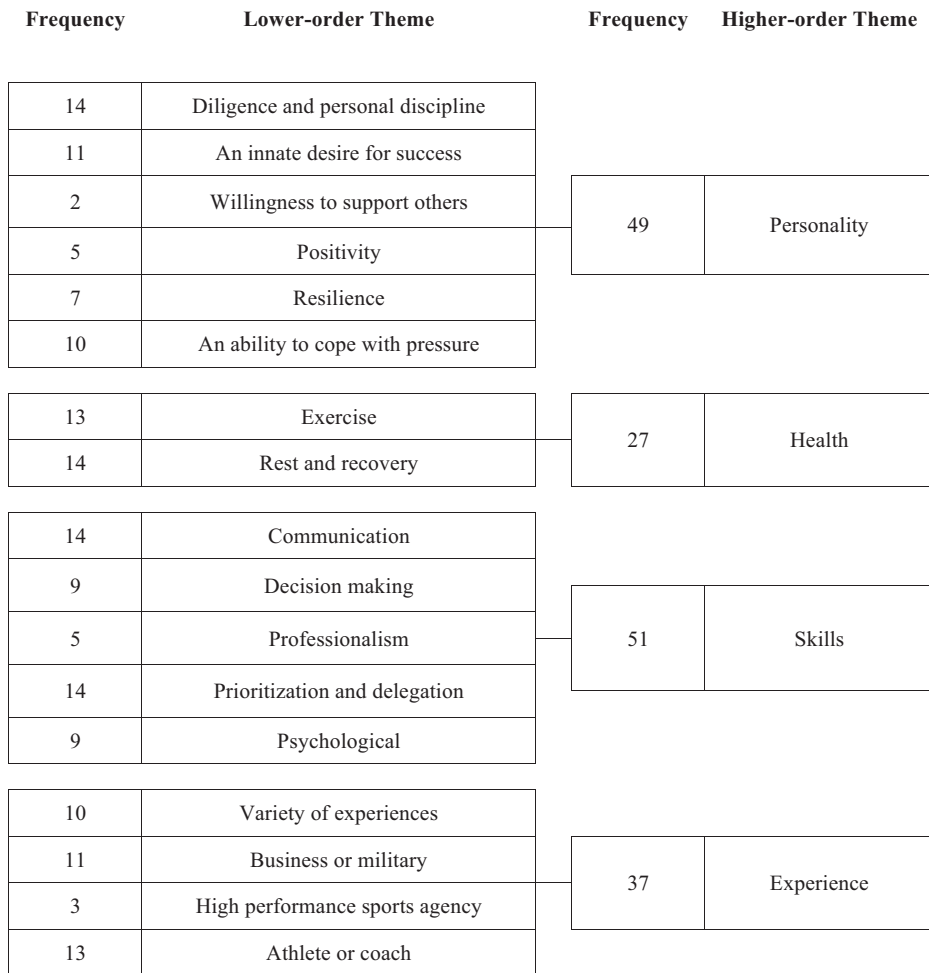 Frequency Lower-order Theme Frequency Higher-order Theme
14 Diligence and personal discipline
11 An innate desire for success
2 Willingness to support others
49 Personality
5 Positivity
7 Resilience
10 An ability to cope with pressure
13 Exercise
27 Health
14 Rest and recovery
14 Communication
9 Decision making
5 Professionalism 51 Skills
14 Prioritization and delegation
9 Psychological
10 Variety of experiences
11 Business or military
37 Experience
3 High performance sports agency
13 Athlete or coach